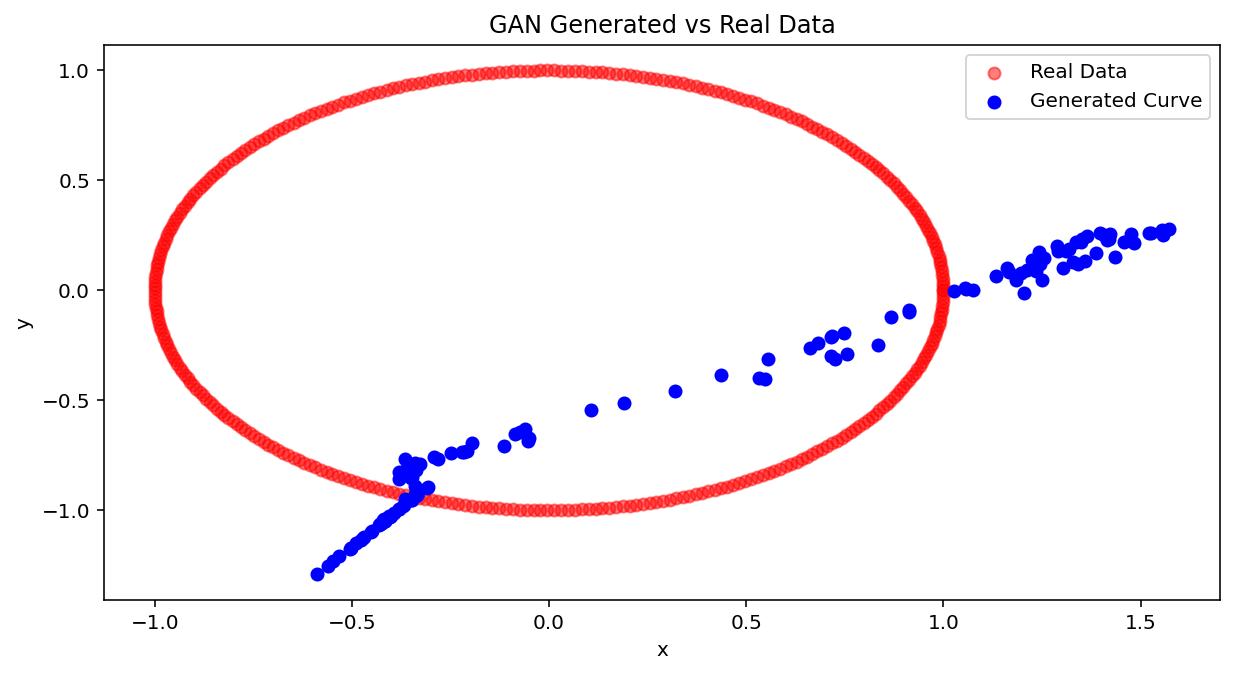 GAN Generated vs Real Data
Real Data
Generated Curve
1.0
0.5
0.0
−0.5
−1.0
y
−1.0 −0.5 0.0 0.5 1.0 1.5
x